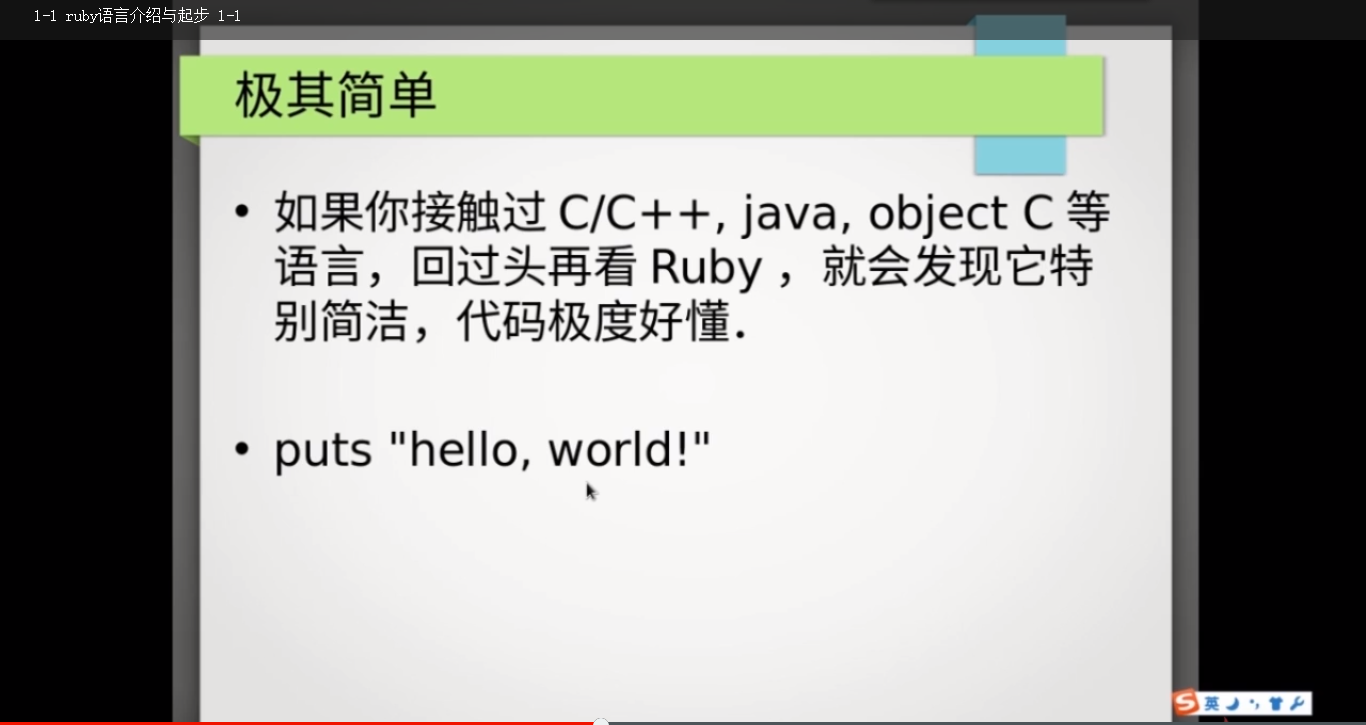 1-1 ruby语言介绍与起步 1-1
极其简单
• 如果你接触过 C/C++, java, object C 等
语言，回过头再看 Ruby ，就会发现它特
别简洁，代码极度好懂.
• puts "hello, world!"
S 英